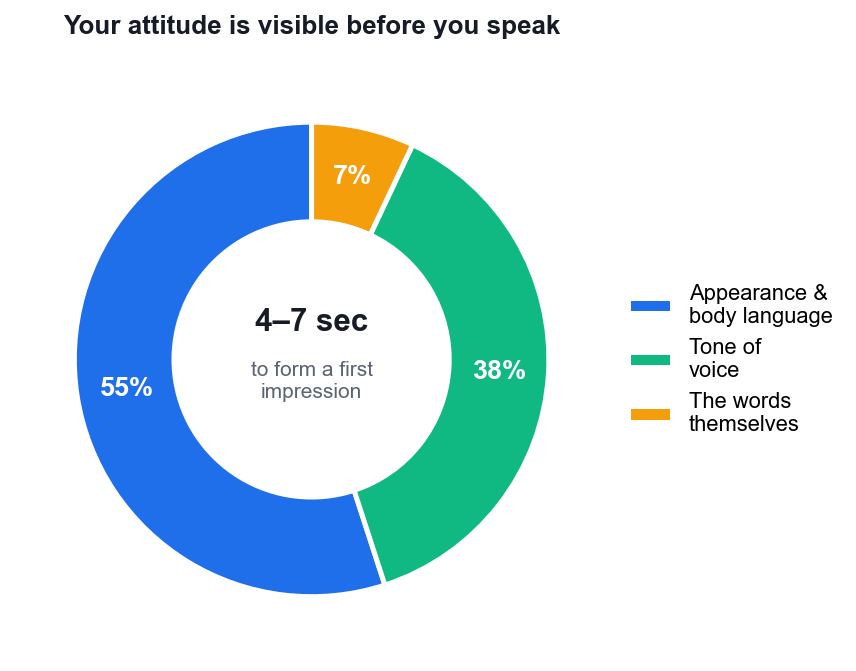 Your attitude is visible before you speak
7%
55%
38%
4–7 sec
to form a first
impression
Appearance &
body language
Tone of
voice
The words
themselves